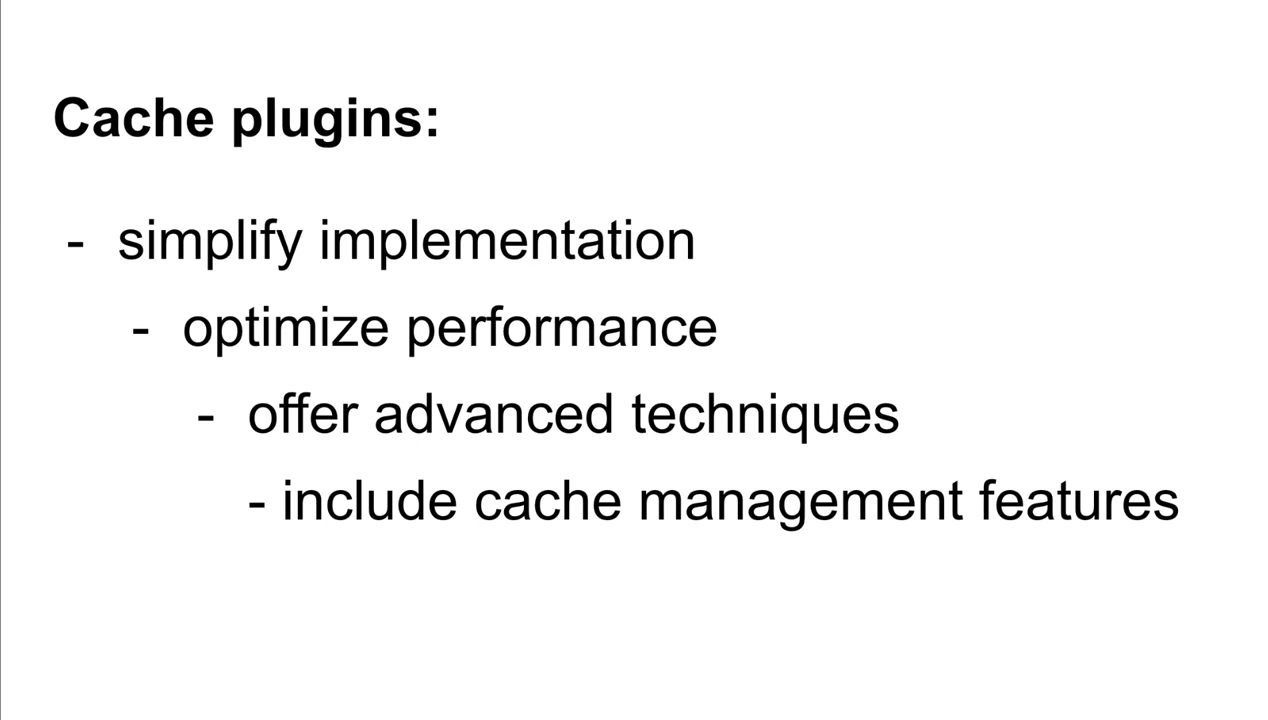 Cache plugins:
- simplify implementation
- optimize performance
- offer advanced techniques
- include cache management features